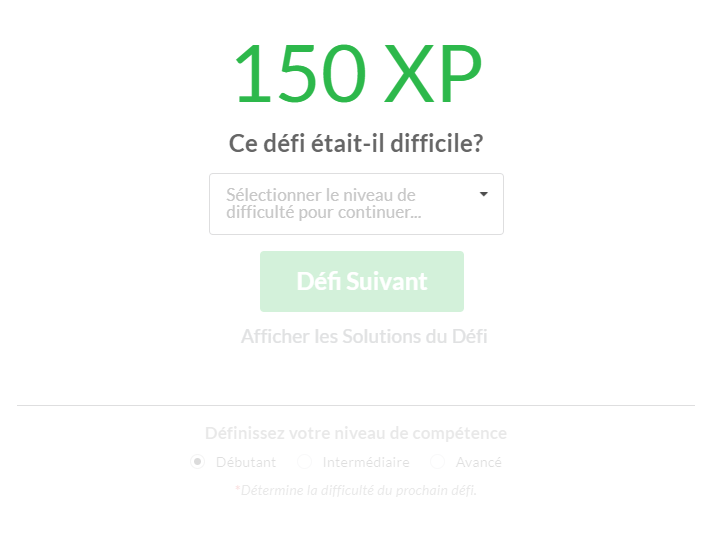 150 XP
Ce défi était-il difficile?
Sélectionner le niveau de
difficulté pour continuer...
Défi Suivant
Afficher les Solutions du Défi
Définissez votre niveau de compétence
Débutant Intermédiaire Avancé
*Détermine la difficulté du prochain défi.